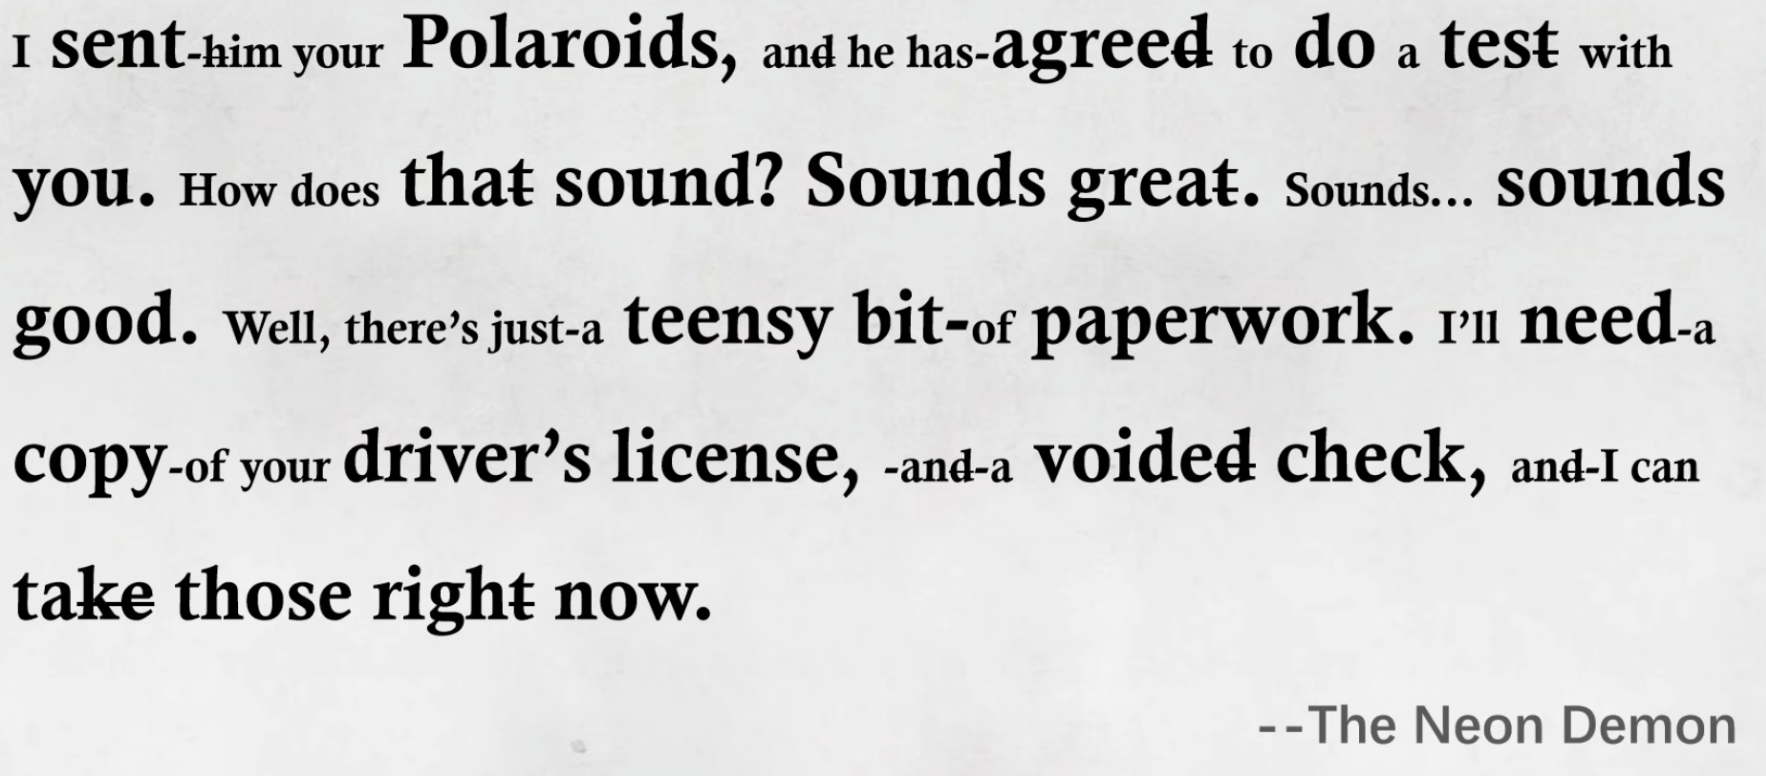 I sent-him your Polaroids, and he has-agreed to do a test with
you. How does that sound? Sounds great. Sounds... sounds
good. Well, there’s just-a teensy bit-of paperwork. I’ll need-a
copy-of your driver’s license, -and-a voided check, and-I can
take those right now.
--The Neon Demon